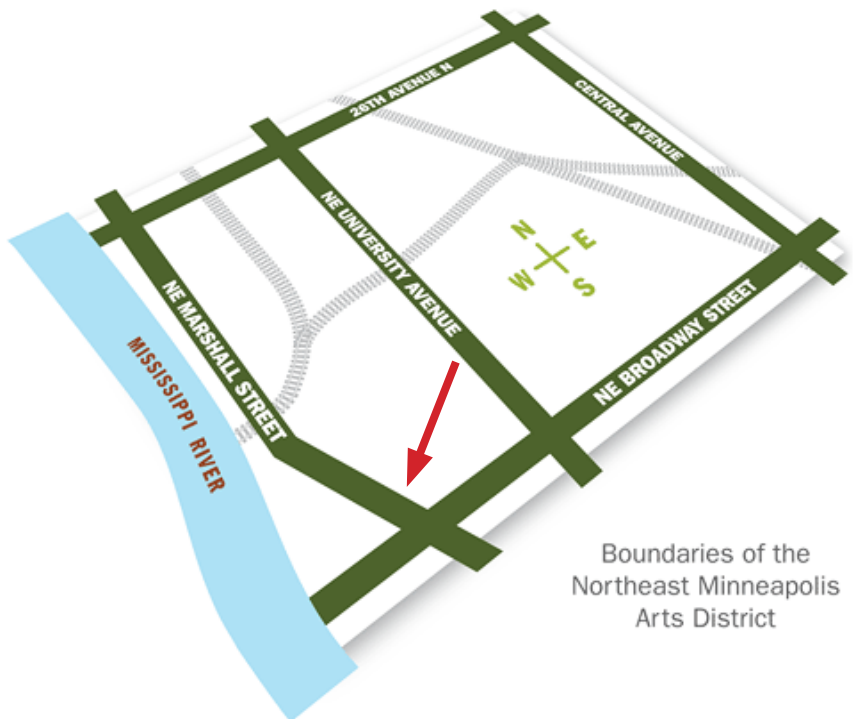 26TH AVENUE N
CENTRAL AVENUE
NE UNIVERSITY AVENUE
N
E
W
S
NE MARSHALL STREET
NE BROADWAY STREET
MISSISSIPPI RIVER
Boundaries of the
Northeast Minneapolis
Arts District